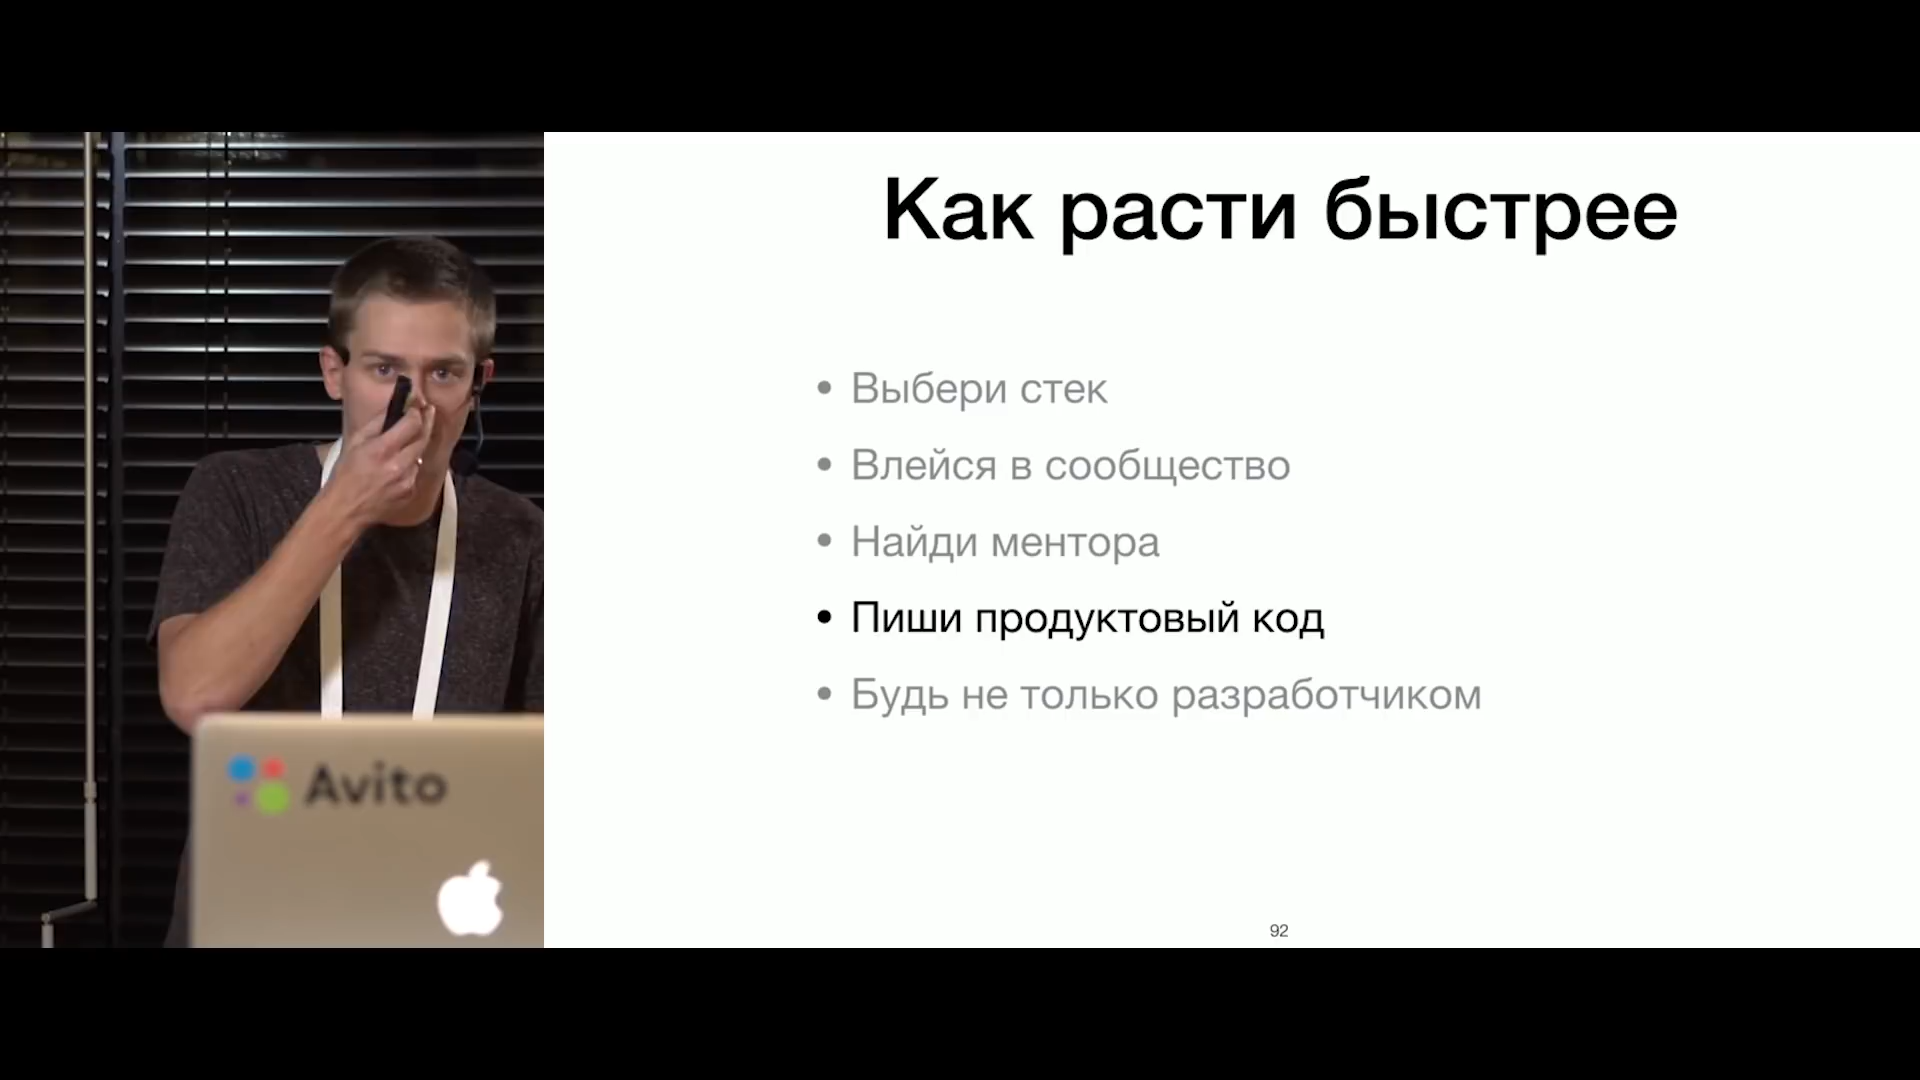 Как расти быстрее
• Выбери стек
• Влейся в сообщество
• Найди ментора
• Пиши продуктовый код
• Будь не только разработчиком
Avito
92